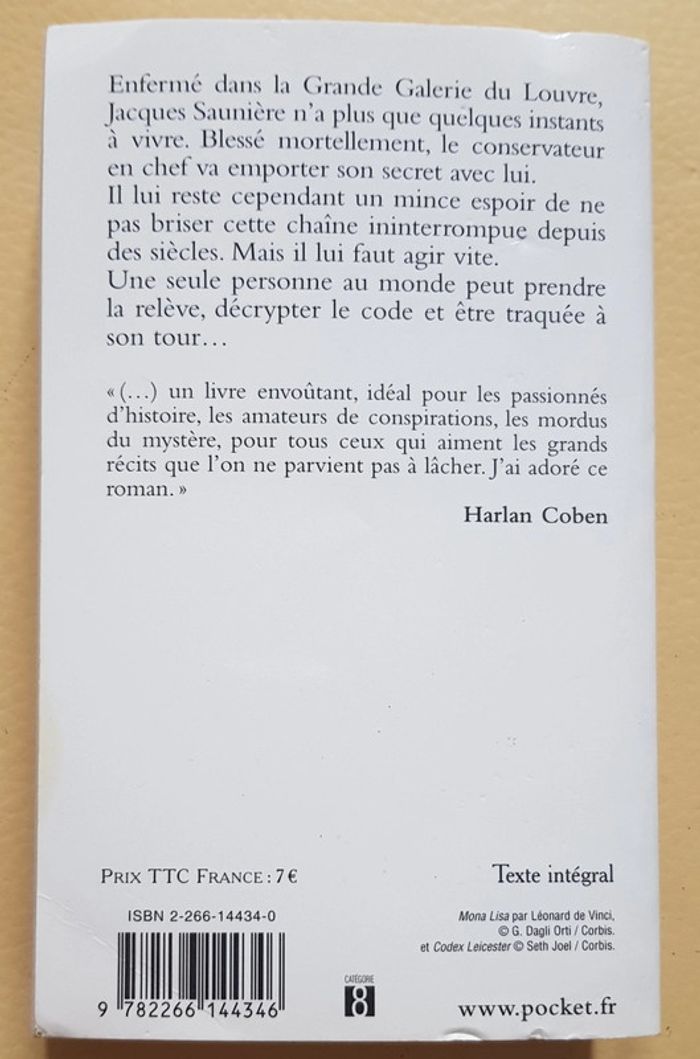 Enfermé dans la Grande Galerie du Louvre,
Jacques Saunière n'a plus que quelques instants
à vivre. Blessé mortellement, le conservateur
en chef va emporter son secret avec lui.
Il lui reste cependant un mince espoir de ne
pas briser cette chaîne ininterrompue depuis
des siècles. Mais il lui faut agir vite.
Une seule personne au monde peut prendre
la relève, décrypter le code et être traquée à
son tour…
« (…) un livre envoûtant, idéal pour les passionnés
d'histoire, les amateurs de conspirations, les mordus
du mystère, pour tous ceux qui aiment les grands
récits que l'on ne parvient pas à lâcher. J'ai adoré ce
roman. »
Harlan Coben
PRIX TTC FRANCE : 7 €
ISBN 2-266-14434-0
9 782266 144346
Texte intégral
Mona Lisa par Léonard de Vinci,
© G. Dagli Orti / Corbis.
et Codex Leicester © Seth Joel / Corbis.
CATÉGORIE
8
www.pocket.fr